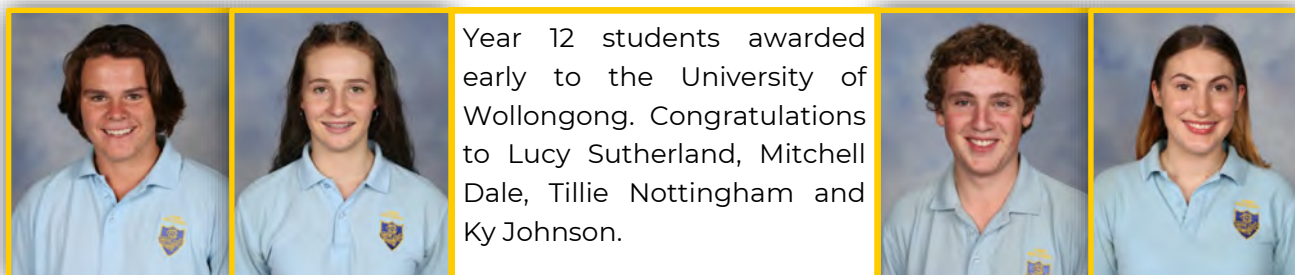 Year 12 students awarded
early to the University of
Wollongong. Congratulations
to Lucy Sutherland, Mitchell
Dale, Tillie Nottingham and
Ky Johnson.